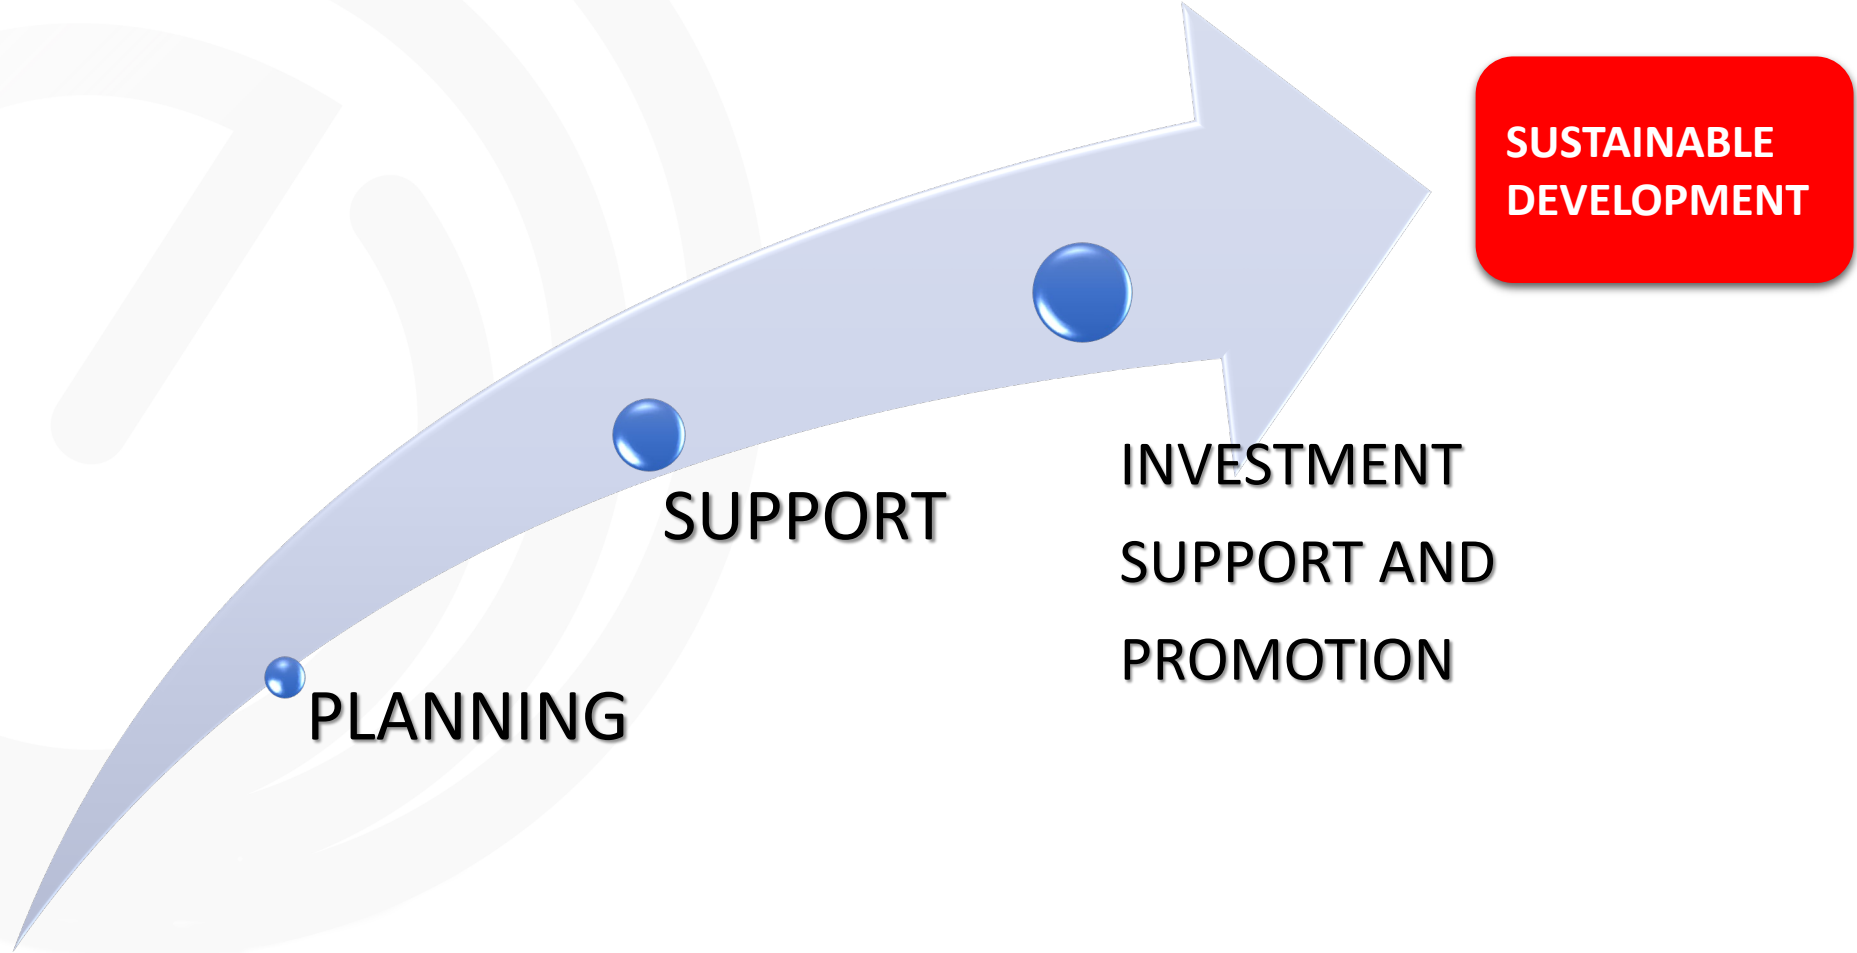 SUSTAINABLE
DEVELOPMENT
INVESTMENT
SUPPORT AND
PROMOTION
SUPPORT
PLANNING